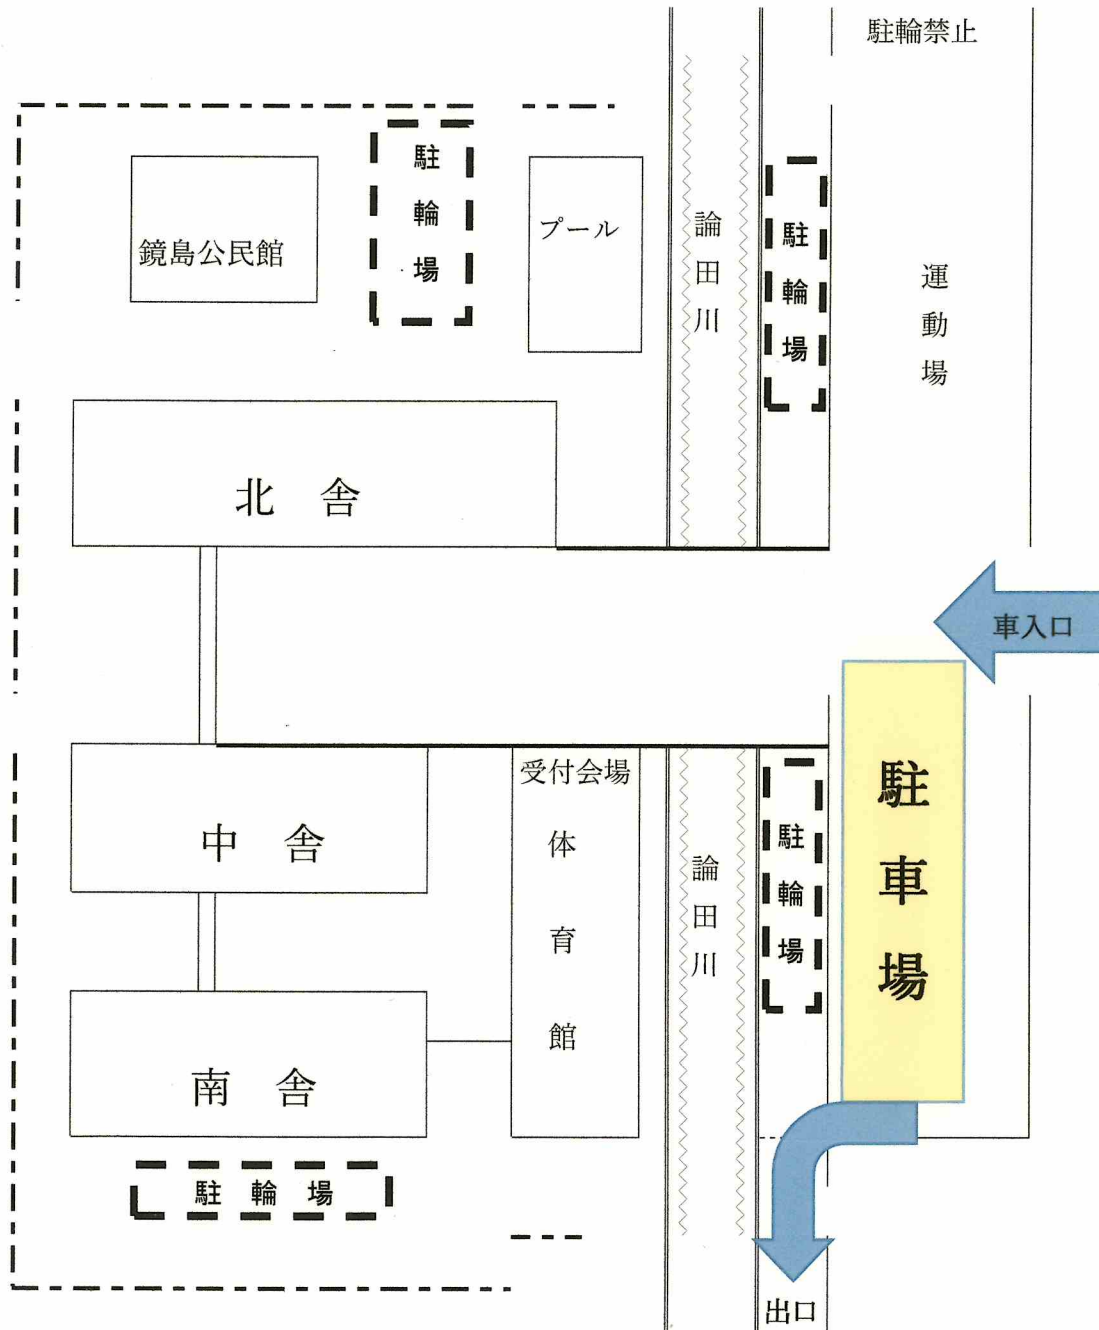 駐輪禁止
鏡島公民館
駐輪場
プール
論田川
駐輪場
運動場
北 舎
車入口
中 舎
受付会場
体育館
論田川
駐輪場
駐車場
南 舎
駐 輪 場
出口